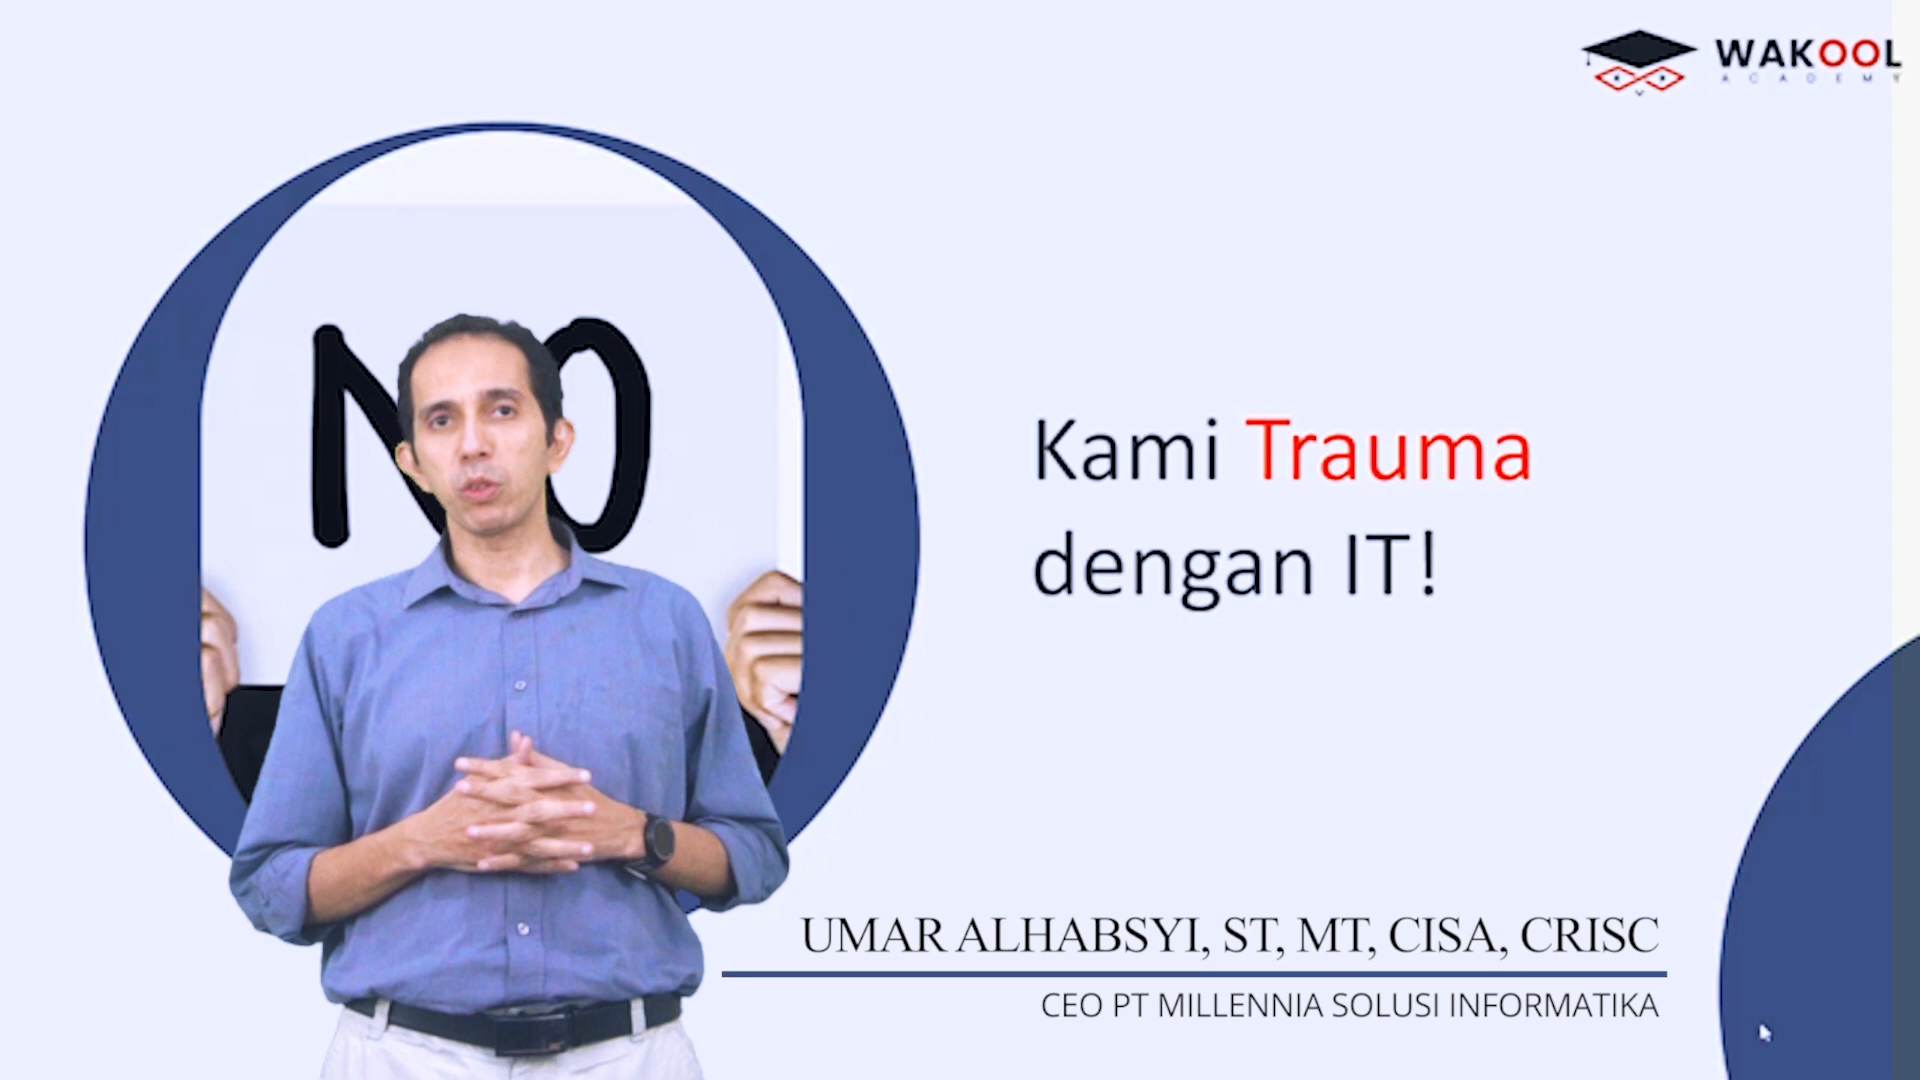 WAKOOL
ACADEMY
NO
Kami Trauma
dengan IT!
UMAR ALHABSYI, ST, MT, CISA, CRISC
CEO PT MILLENNIA SOLUSI INFORMATIKA